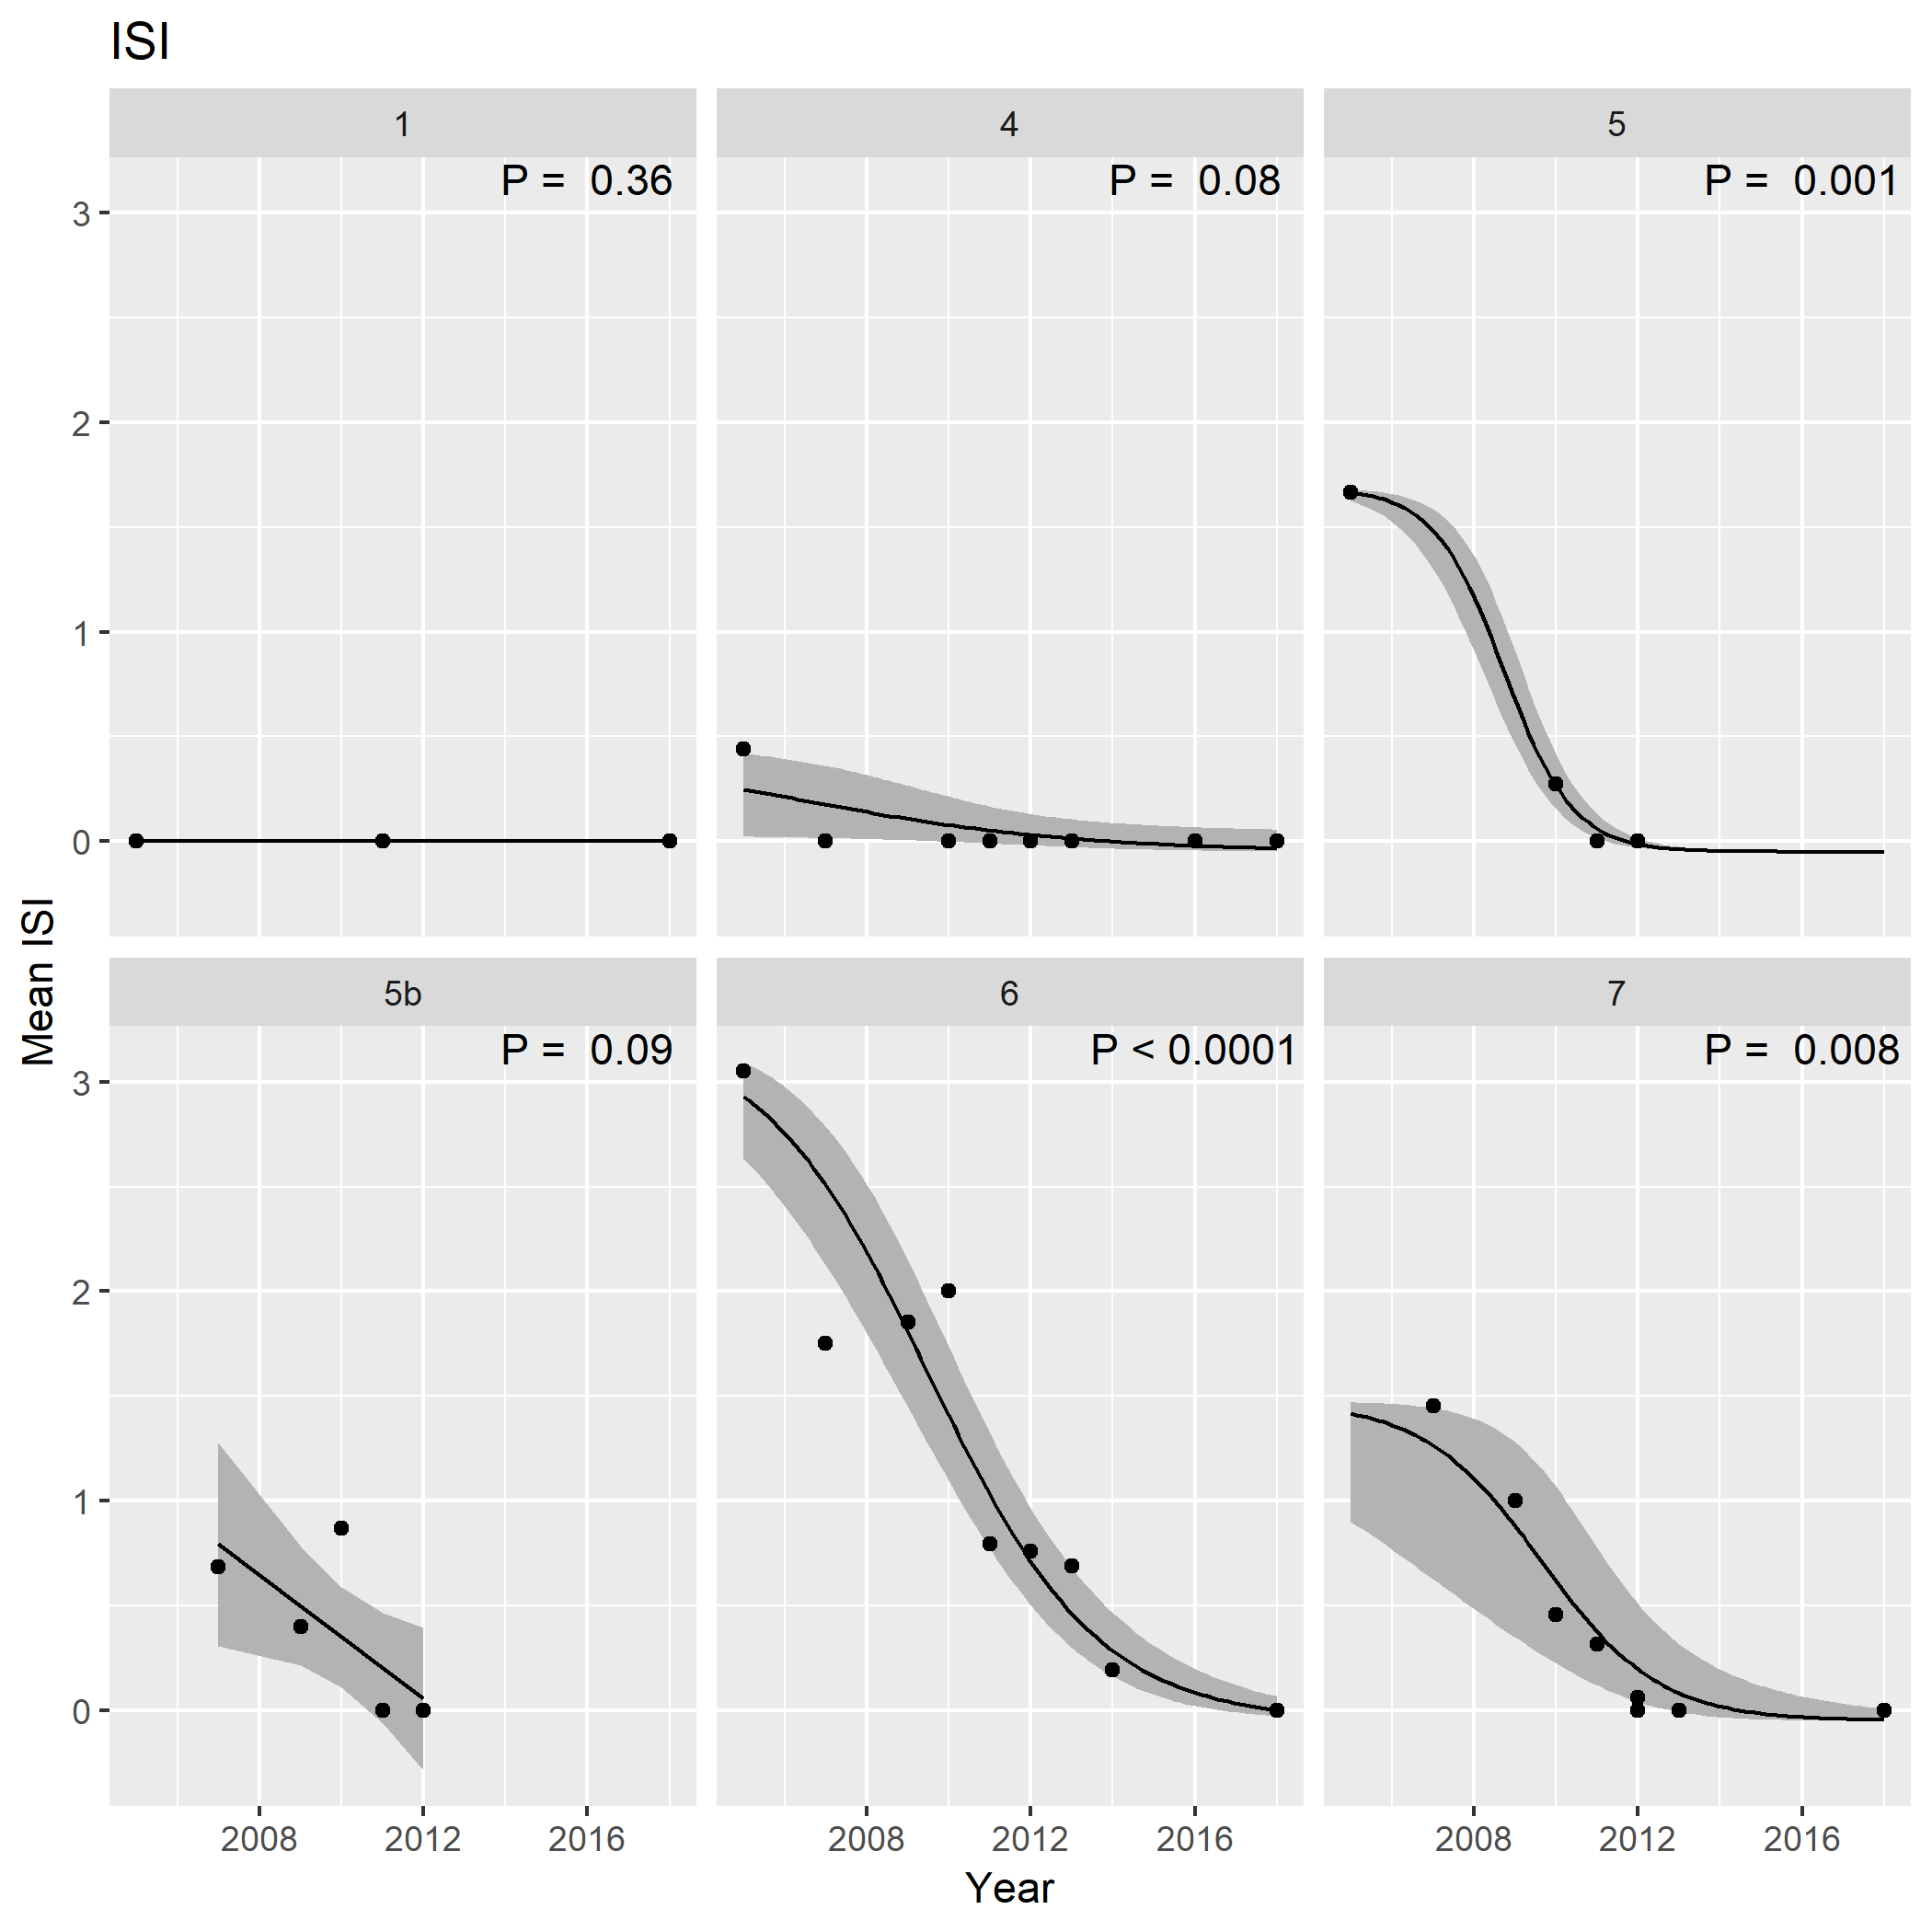 ISI
1 4 5
P = 0.36 P = 0.08 P = 0.001
3
2
1
0
Mean ISI
5b 6 7
P = 0.09 P < 0.0001 P = 0.008
3
2
1
0
2008 2012 2016 2008 2012 2016 2008 2012 2016
Year